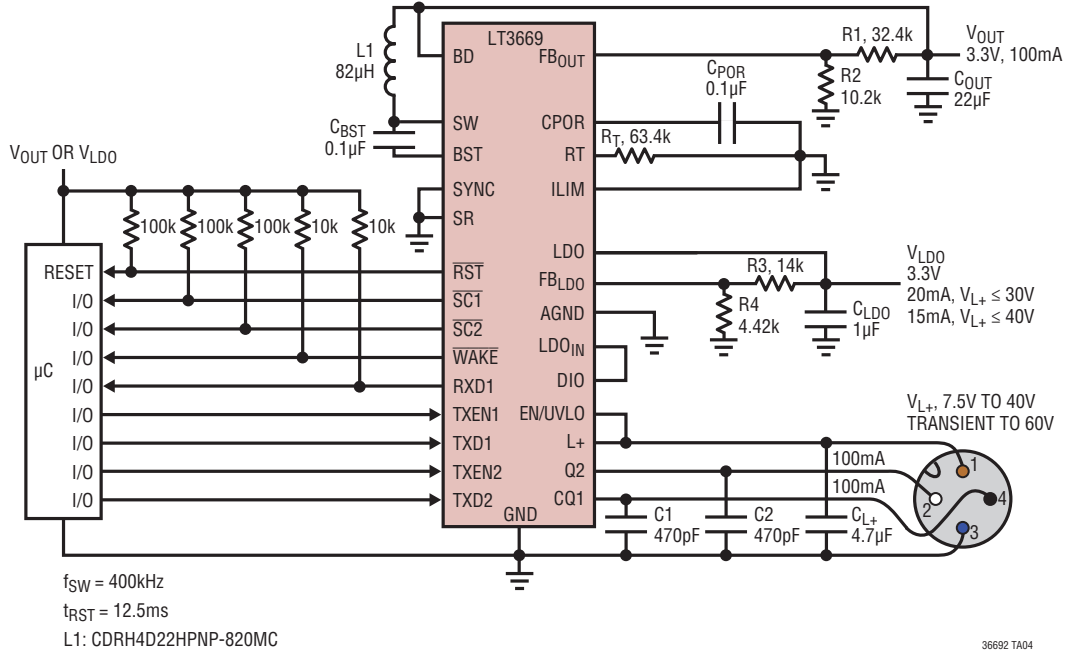 LT3669
BD
SW
BST
SYNC
SR
RST
SC1
SC2
WAKE
RXD1
TXEN1
TXD1
TXEN2
TXD2
GND
FBOUT
CPOR
RT
ILIM
LDO
FBLDO
AGND
LDOIN
DIO
EN/UVLO
L+
Q2
CQ1
L1
82µH
CBST
0.1µF
VOUT OR VLDO
100k
100k
100k
10k
10k
µC
RESET
I/O
I/O
I/O
I/O
I/O
I/O
I/O
I/O
R1, 32.4k
R2
10.2k
VOUT
3.3V, 100mA
COUT
22µF
CPOR
0.1µF
RT, 63.4k
R3, 14k
R4
4.42k
CLDO
1µF
VLDO
3.3V
20mA, VL+ ≤ 30V
15mA, VL+ ≤ 40V
VL+, 7.5V TO 40V
TRANSIENT TO 60V
100mA
100mA
1
2
4
3
C1
470pF
C2
470pF
CL+
4.7µF
fSW = 400kHz
tRST = 12.5ms
L1: CDRH4D22HPNP-820MC
36692 TA04